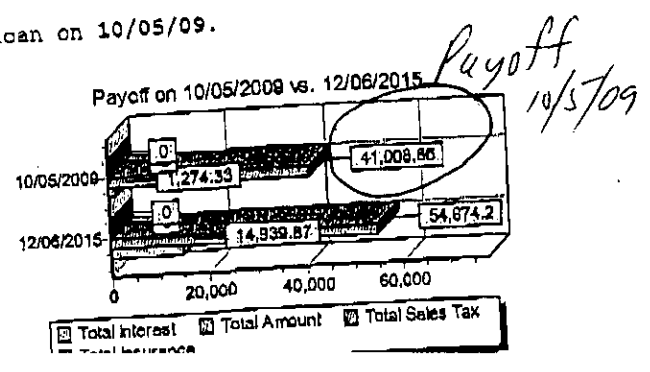 oan on 10/05/09.
Payoff
10/5/09
Payoff on 10/05/2009 vs. 12/06/2015
0
41,008.86
10/05/2009
1,274.33
0
54,674.2
12/06/2015
14,939.87
0 20,000 40,000 60,000
Total Interest Total Amount Total Sales Tax
Total Insurance